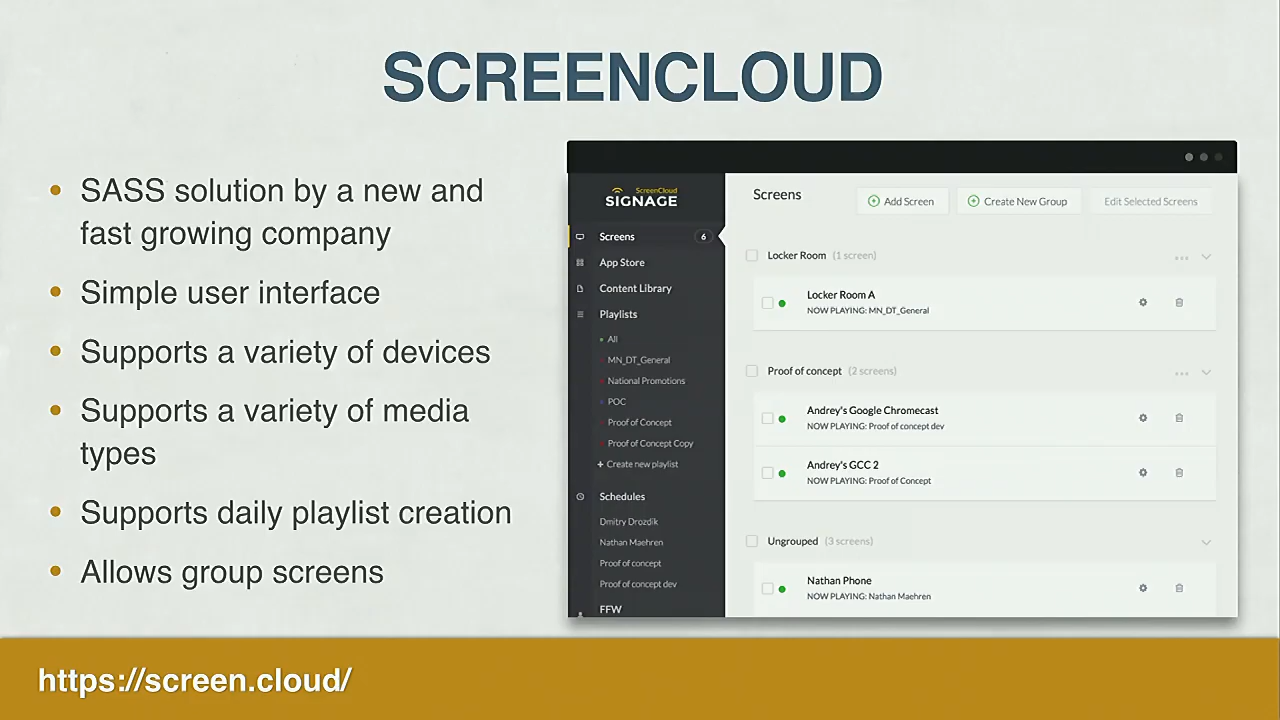 SCREENCLOUD
• SASS solution by a new and
fast growing company
• Simple user interface
• Supports a variety of devices
• Supports a variety of media
types
• Supports daily playlist creation
• Allows group screens
ScreenCloud
SIGNAGE
Screens 6
App Store
Content Library
Playlists
All
MN_DT_General
National Promotions
POC
Proof of Concept
Proof of Concept Copy
+ Create new playlist
Schedules
Dmitry Drozdik
Nathan Maehren
Proof of concept
Proof of concept dev
FFW
Screens
Add Screen
Create New Group
Edit Selected Screens
Locker Room (1 screen)
Locker Room A
NOW PLAYING: MN_DT_General
Proof of concept (2 screens)
Andrey's Google Chromecast
NOW PLAYING: Proof of concept dev
Andrey's GCC 2
NOW PLAYING: Proof of Concept
Ungrouped (3 screens)
Nathan Phone
NOW PLAYING: Nathan Maehren
https://screen.cloud/